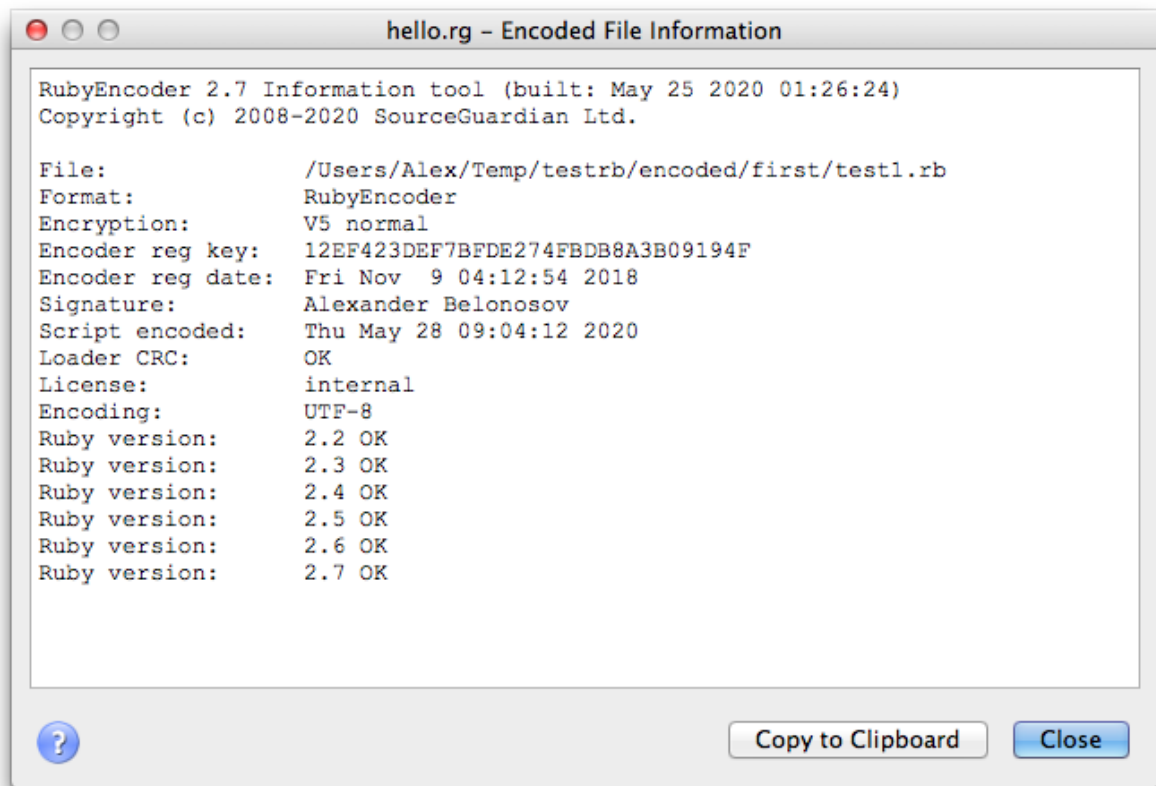 hello.rg – Encoded File Information
RubyEncoder 2.7 Information tool (built: May 25 2020 01:26:24)
Copyright (c) 2008-2020 SourceGuardian Ltd.
File: /Users/Alex/Temp/testrb/encoded/first/test1.rb
Format: RubyEncoder
Encryption: V5 normal
Encoder reg key: 12EF423DEF7BFDE274FBDB8A3B09194F
Encoder reg date: Fri Nov  9 04:12:54 2018
Signature: Alexander Belonosov
Script encoded: Thu May 28 09:04:12 2020
Loader CRC: OK
License: internal
Encoding: UTF-8
Ruby version: 2.2 OK
Ruby version: 2.3 OK
Ruby version: 2.4 OK
Ruby version: 2.5 OK
Ruby version: 2.6 OK
Ruby version: 2.7 OK
? Copy to Clipboard Close